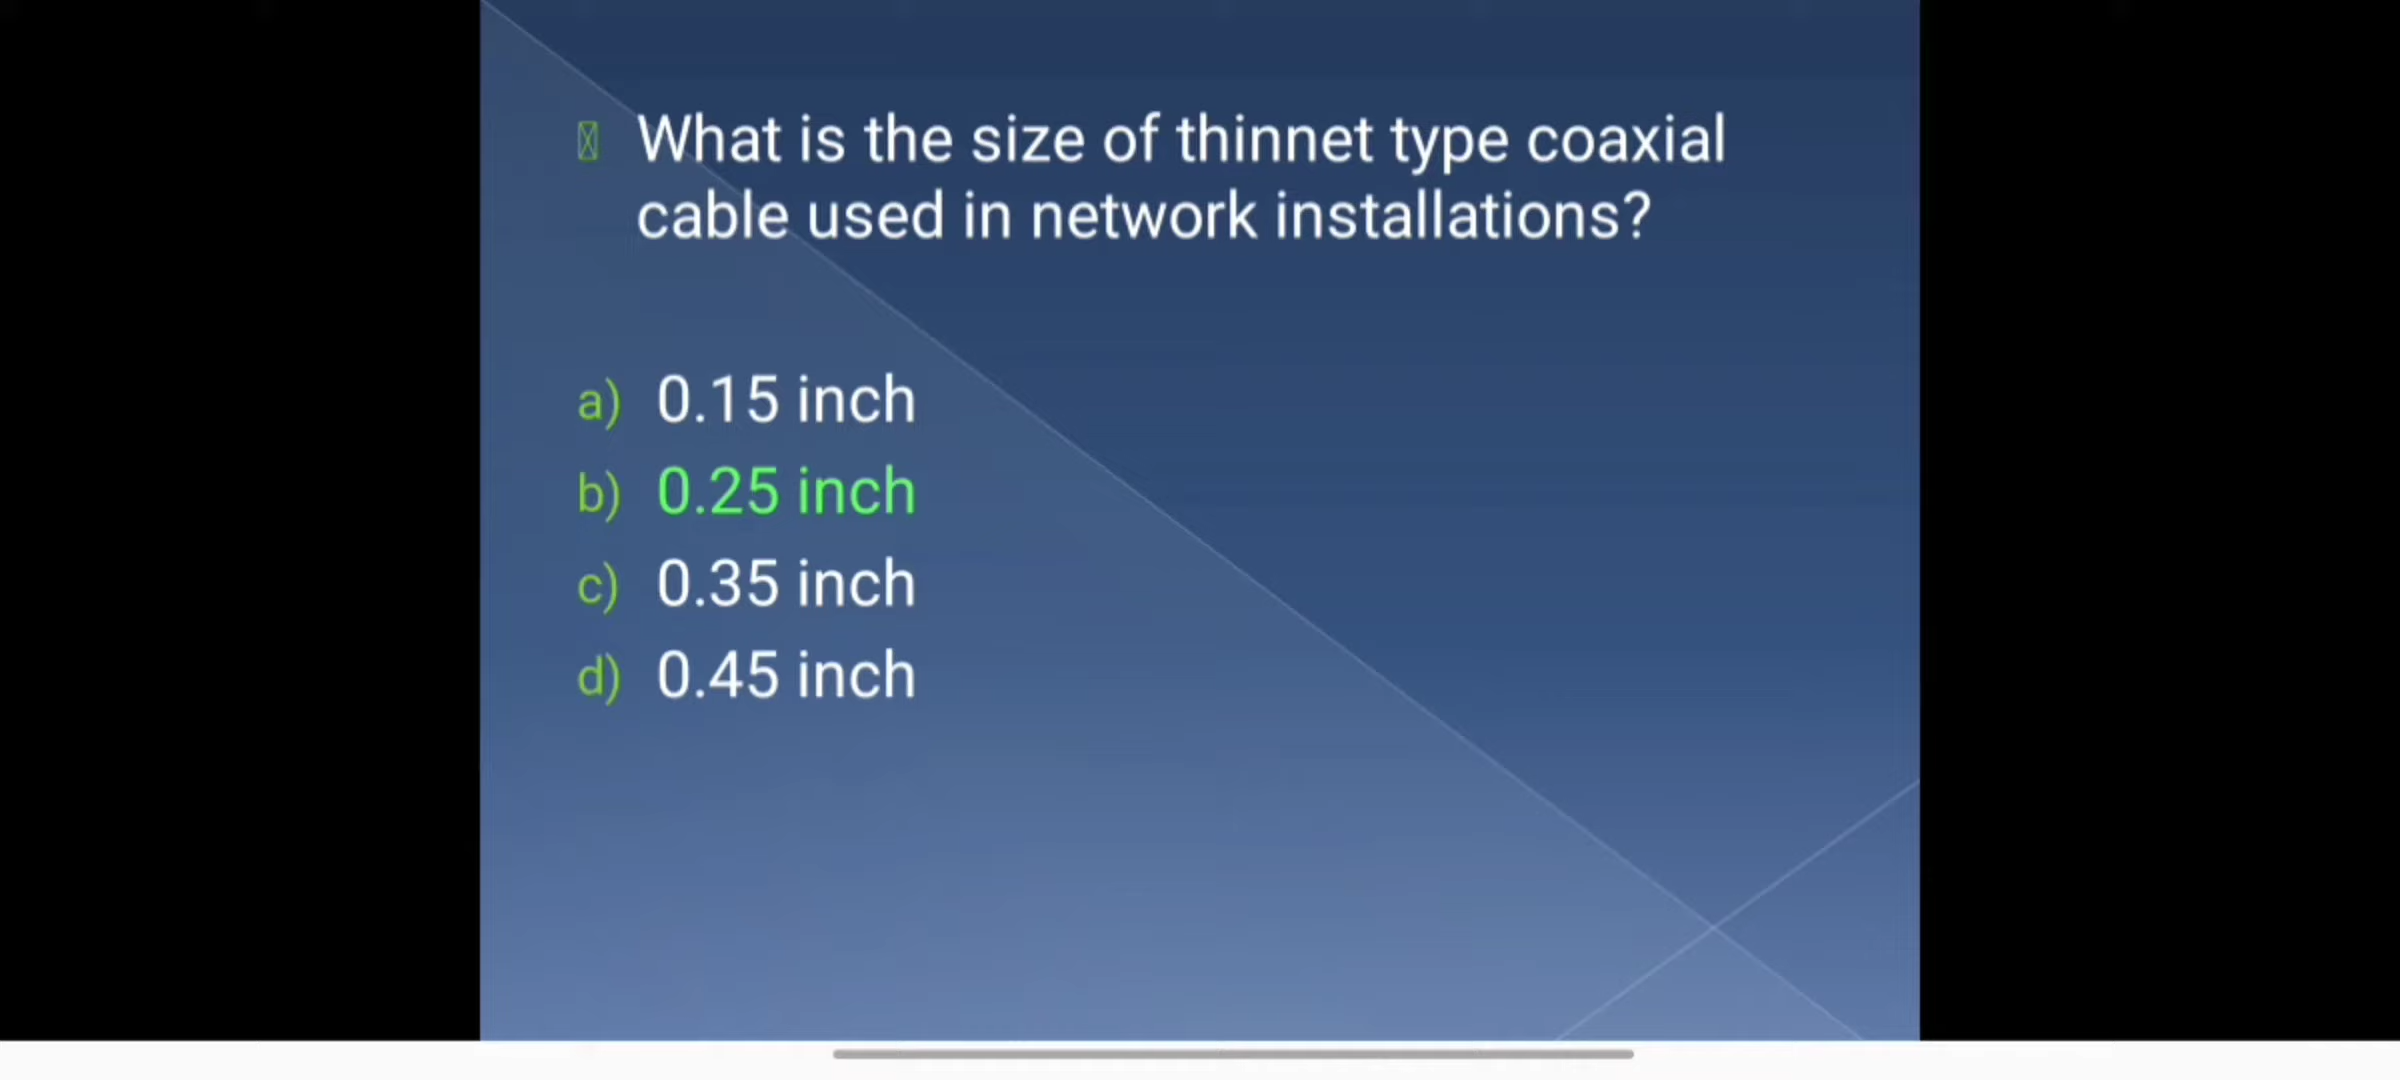 What is the size of thinnet type coaxial
cable used in network installations?
a) 0.15 inch
b) 0.25 inch
c) 0.35 inch
d) 0.45 inch